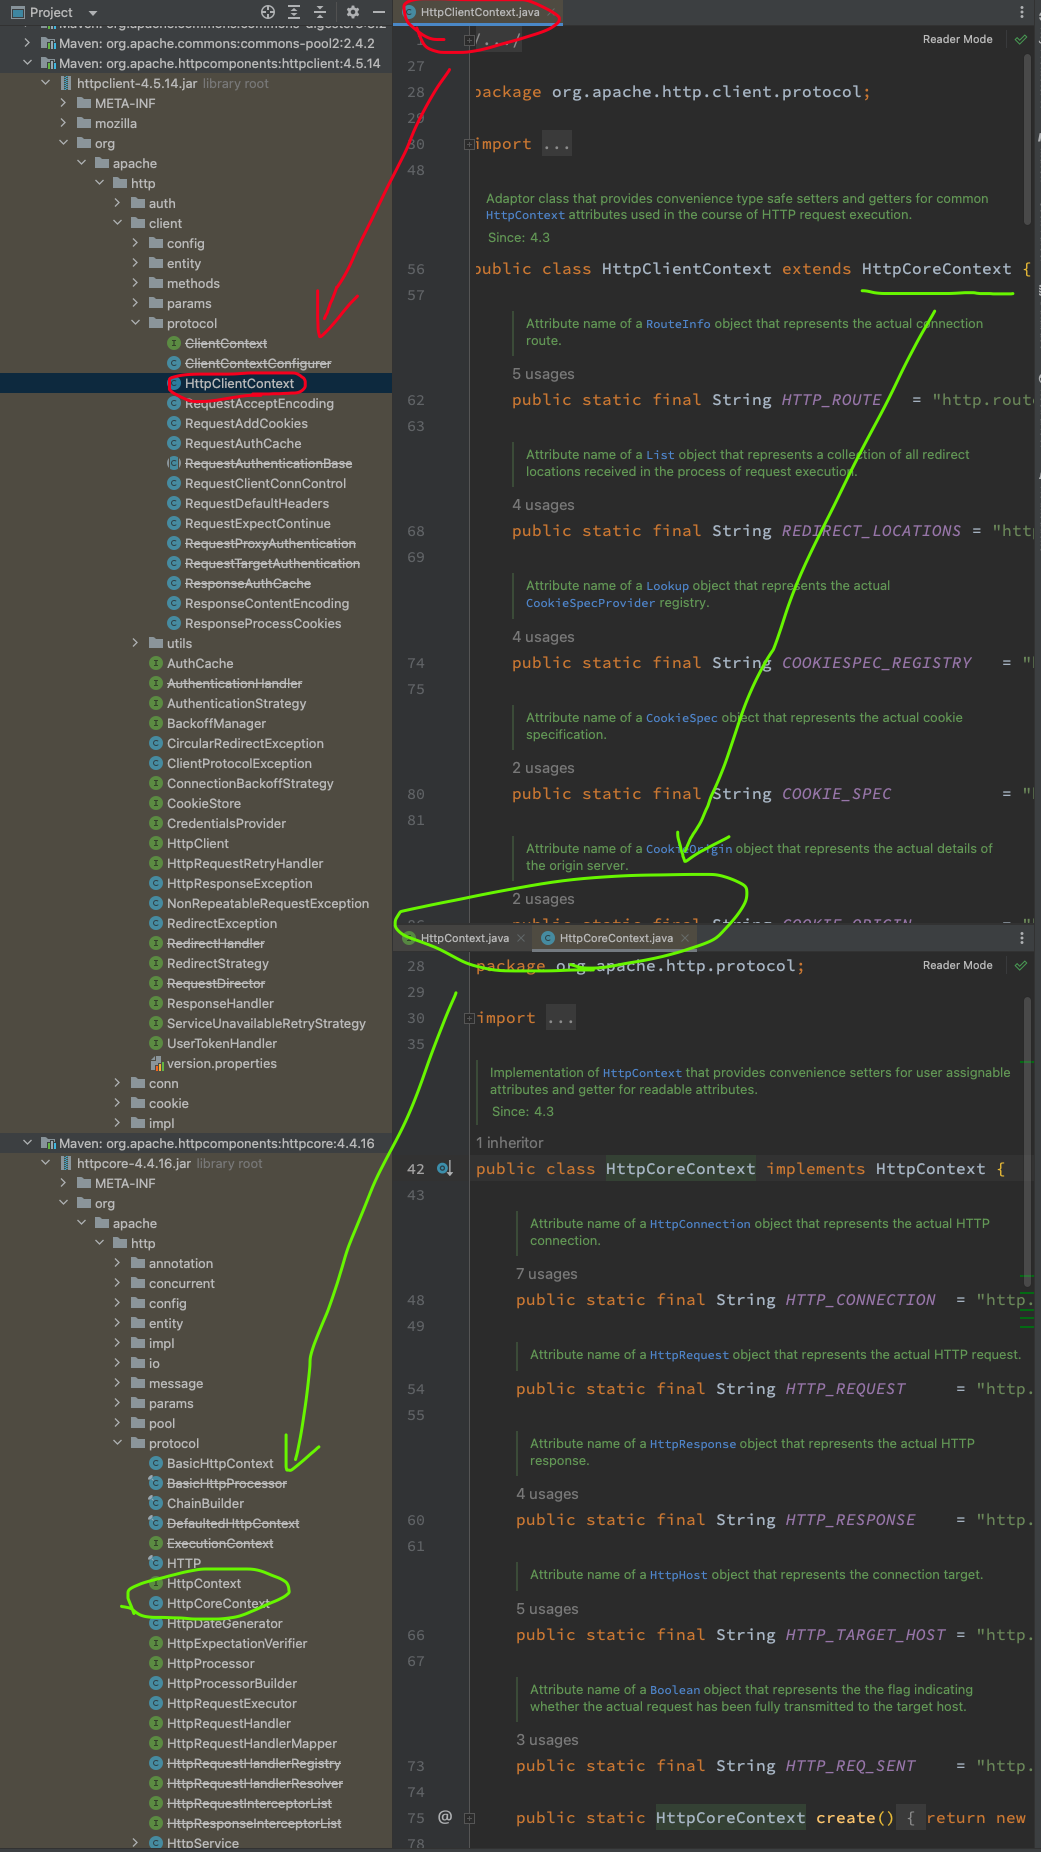 Project
Maven: org.apache.commons:commons-pool2:2.4.2
Maven: org.apache.httpcomponents:httpclient:4.5.14
httpclient-4.5.14.jar library root
META-INF
mozilla
org
apache
http
auth
client
config
entity
methods
params
protocol
ClientContext
ClientContextConfigurer
HttpClientContext
RequestAcceptEncoding
RequestAddCookies
RequestAuthCache
RequestAuthenticationBase
RequestClientConnControl
RequestDefaultHeaders
RequestExpectContinue
RequestProxyAuthentication
RequestTargetAuthentication
ResponseAuthCache
ResponseContentEncoding
ResponseProcessCookies
utils
AuthCache
AuthenticationHandler
AuthenticationStrategy
BackoffManager
CircularRedirectException
ClientProtocolException
ConnectionBackoffStrategy
CookieStore
CredentialsProvider
HttpClient
HttpRequestRetryHandler
HttpResponseException
NonRepeatableRequestException
RedirectException
RedirectHandler
RedirectStrategy
RequestDirector
ResponseHandler
ServiceUnavailableRetryStrategy
UserTokenHandler
version.properties
conn
cookie
impl
Maven: org.apache.httpcomponents:httpcore:4.4.16
httpcore-4.4.16.jar library root
META-INF
org
apache
http
annotation
concurrent
config
entity
impl
io
message
params
pool
protocol
BasicHttpContext
BasicHttpProcessor
ChainBuilder
DefaultedHttpContext
ExecutionContext
HTTP
HttpContext
HttpCoreContext
HttpDateGenerator
HttpExpectationVerifier
HttpProcessor
HttpProcessorBuilder
HttpRequestExecutor
HttpRequestHandler
HttpRequestHandlerMapper
HttpRequestHandlerRegistry
HttpRequestHandlerResolver
HttpRequestInterceptorList
HttpResponseInterceptorList
HttpService
HttpClientContext.java
1 /.../
Reader Mode
27
28 package org.apache.http.client.protocol;
29
30 import ...
48
Adaptor class that provides convenience type safe setters and getters for common
HttpContext attributes used in the course of HTTP request execution.
Since: 4.3
56 public class HttpClientContext extends HttpCoreContext {
57
Attribute name of a RouteInfo object that represents the actual connection
route.
5 usages
62 public static final String HTTP_ROUTE = "http.rout
63
Attribute name of a List object that represents a collection of all redirect
locations received in the process of request execution.
4 usages
68 public static final String REDIRECT_LOCATIONS = "htt
69
Attribute name of a Lookup object that represents the actual
CookieSpecProvider registry.
4 usages
74 public static final String COOKIESPEC_REGISTRY = "
75
Attribute name of a CookieSpec object that represents the actual cookie
specification.
2 usages
80 public static final String COOKIE_SPEC = "
81
Attribute name of a CookieOrigin object that represents the actual details of
the origin server.
2 usages
86 public static final String COOKIE_ORIGIN = "
HttpContext.java HttpCoreContext.java
28 package org.apache.http.protocol;
Reader Mode
29
30 import ...
35
Implementation of HttpContext that provides convenience setters for user assignable
attributes and getter for readable attributes.
Since: 4.3
1 inheritor
42 public class HttpCoreContext implements HttpContext {
43
Attribute name of a HttpConnection object that represents the actual HTTP
connection.
7 usages
48 public static final String HTTP_CONNECTION = "http.
49
Attribute name of a HttpRequest object that represents the actual HTTP request.
54 public static final String HTTP_REQUEST = "http.
55
Attribute name of a HttpResponse object that represents the actual HTTP
response.
4 usages
60 public static final String HTTP_RESPONSE = "http.
61
Attribute name of a HttpHost object that represents the connection target.
5 usages
66 public static final String HTTP_TARGET_HOST = "http.
67
Attribute name of a Boolean object that represents the the flag indicating
whether the actual request has been fully transmitted to the target host.
3 usages
73 public static final String HTTP_REQ_SENT = "http.
74
75 @ public static HttpCoreContext create() { return new
78